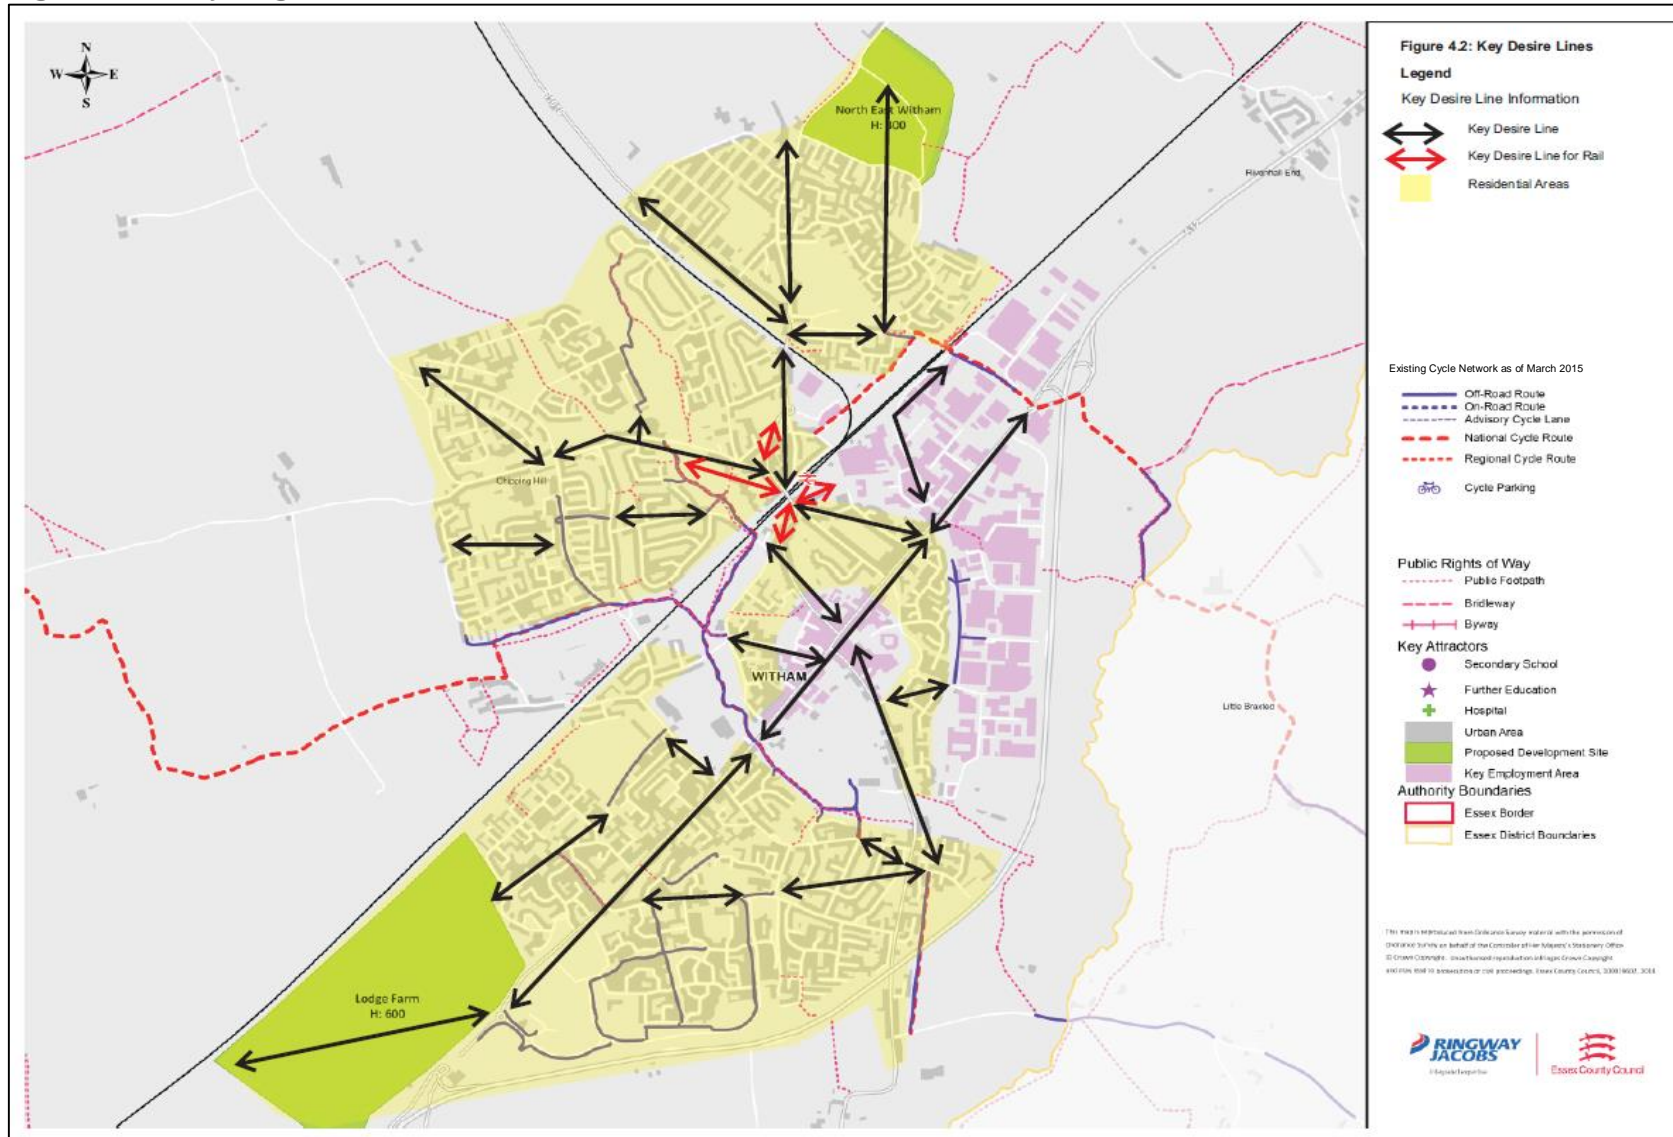 N
W
E
S
North East Witham
Rivenhall End
Chipping Hill
WITHAM
Little Braxted
Lodge Farm
H: 600
Figure 4.2: Key Desire Lines
Legend
Key Desire Line Information
Key Desire Line
Key Desire Line for Rail
Residential Areas
Existing Cycle Network as of March 2015
Off-Road Route
On-Road Route
Advisory Cycle Lane
National Cycle Route
Regional Cycle Route
Cycle Parking
Public Rights of Way
Public Footpath
Bridleway
Byway
Key Attractors
Secondary School
Further Education
Hospital
Urban Area
Proposed Development Site
Key Employment Area
Authority Boundaries
Essex Border
Essex District Boundaries
RINGWAY
JACOBS
Essex County Council